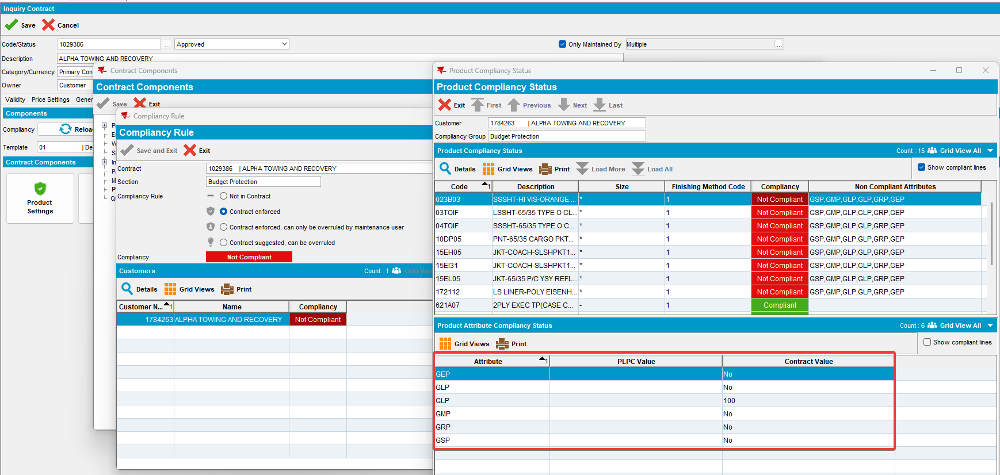 Inquiry Contract
Save Cancel
Code/Status 1029386 ... Approved Only Maintained By Multiple ...
Description ALPHA TOWING AND RECOVERY
Category/Currency Primary Con
Owner Customer
Validity Price Settings Gener
Components
Compliancy Reloa
Template 01 | De
Contract Components
Product
Settings
Contract Components
Contract Components
Save Exit
Compliancy Rule
Compliancy Rule
Save and Exit Exit
Contract 1029386 | ALPHA TOWING AND RECOVERY
Section Budget Protection
Compliancy Rule Not in Contract
Contract enforced
Contract enforced, can only be overruled by maintenance user
Contract suggested, can be overruled
Compliancy Not Compliant
Customers Count : 1 Grid View
Details Grid Views Print
Customer N... 1 Name Compliancy
1784263 ALPHA TOWING AND RECOVERY Not Compliant
Product Compliancy Status
Product Compliancy Status
Exit First Previous Next Last
Customer 1784263 | ALPHA TOWING AND RECOVERY
Compliancy Group Budget Protection
Product Compliancy Status Count : 15 Grid View All
Details Grid Views Print Load More Load All Show compliant lines
Code 1 Description Size Finishing Method Code Compliancy Non Compliant Attributes
023B03 SSSHT-HI VIS-ORANGE ... * 1 Not Compliant GSP,GMP,GLP,GLP,GRP,GEP
03TOIF LSSHT-65/35 TYPE O CL... * 1 Not Compliant GSP,GMP,GLP,GLP,GRP,GEP
04TOIF SSSHT-65/35 TYPE O C... * 1 Not Compliant GSP,GMP,GLP,GLP,GRP,GEP
10DP05 PNT-65/35 CARGO PKT... * 1 Not Compliant GSP,GMP,GLP,GLP,GRP,GEP
15EH05 JKT-COACH-SLSHPKT1... * 1 Not Compliant GSP,GMP,GLP,GLP,GRP,GEP
15EI31 JKT-COACH-SLSHPKT1... * 1 Not Compliant GSP,GMP,GLP,GLP,GRP,GEP
15EL05 JKT-65/35 P/C YSY REFL... * 1 Not Compliant GSP,GMP,GLP,GLP,GRP,GEP
172112 LS LINER-POLY EISENH... * 1 Not Compliant GSP,GMP,GLP,GLP,GRP,GEP
621A07 2PLY EXEC TP(CASE C... - 1 Compliant
Product Attribute Compliancy Status Count : 6 Grid View All
Grid Views Print Show compliant lines
Attribute 1 PLPC Value Contract Value
GEP No
GLP No
GLP 100
GMP No
GRP No
GSP No